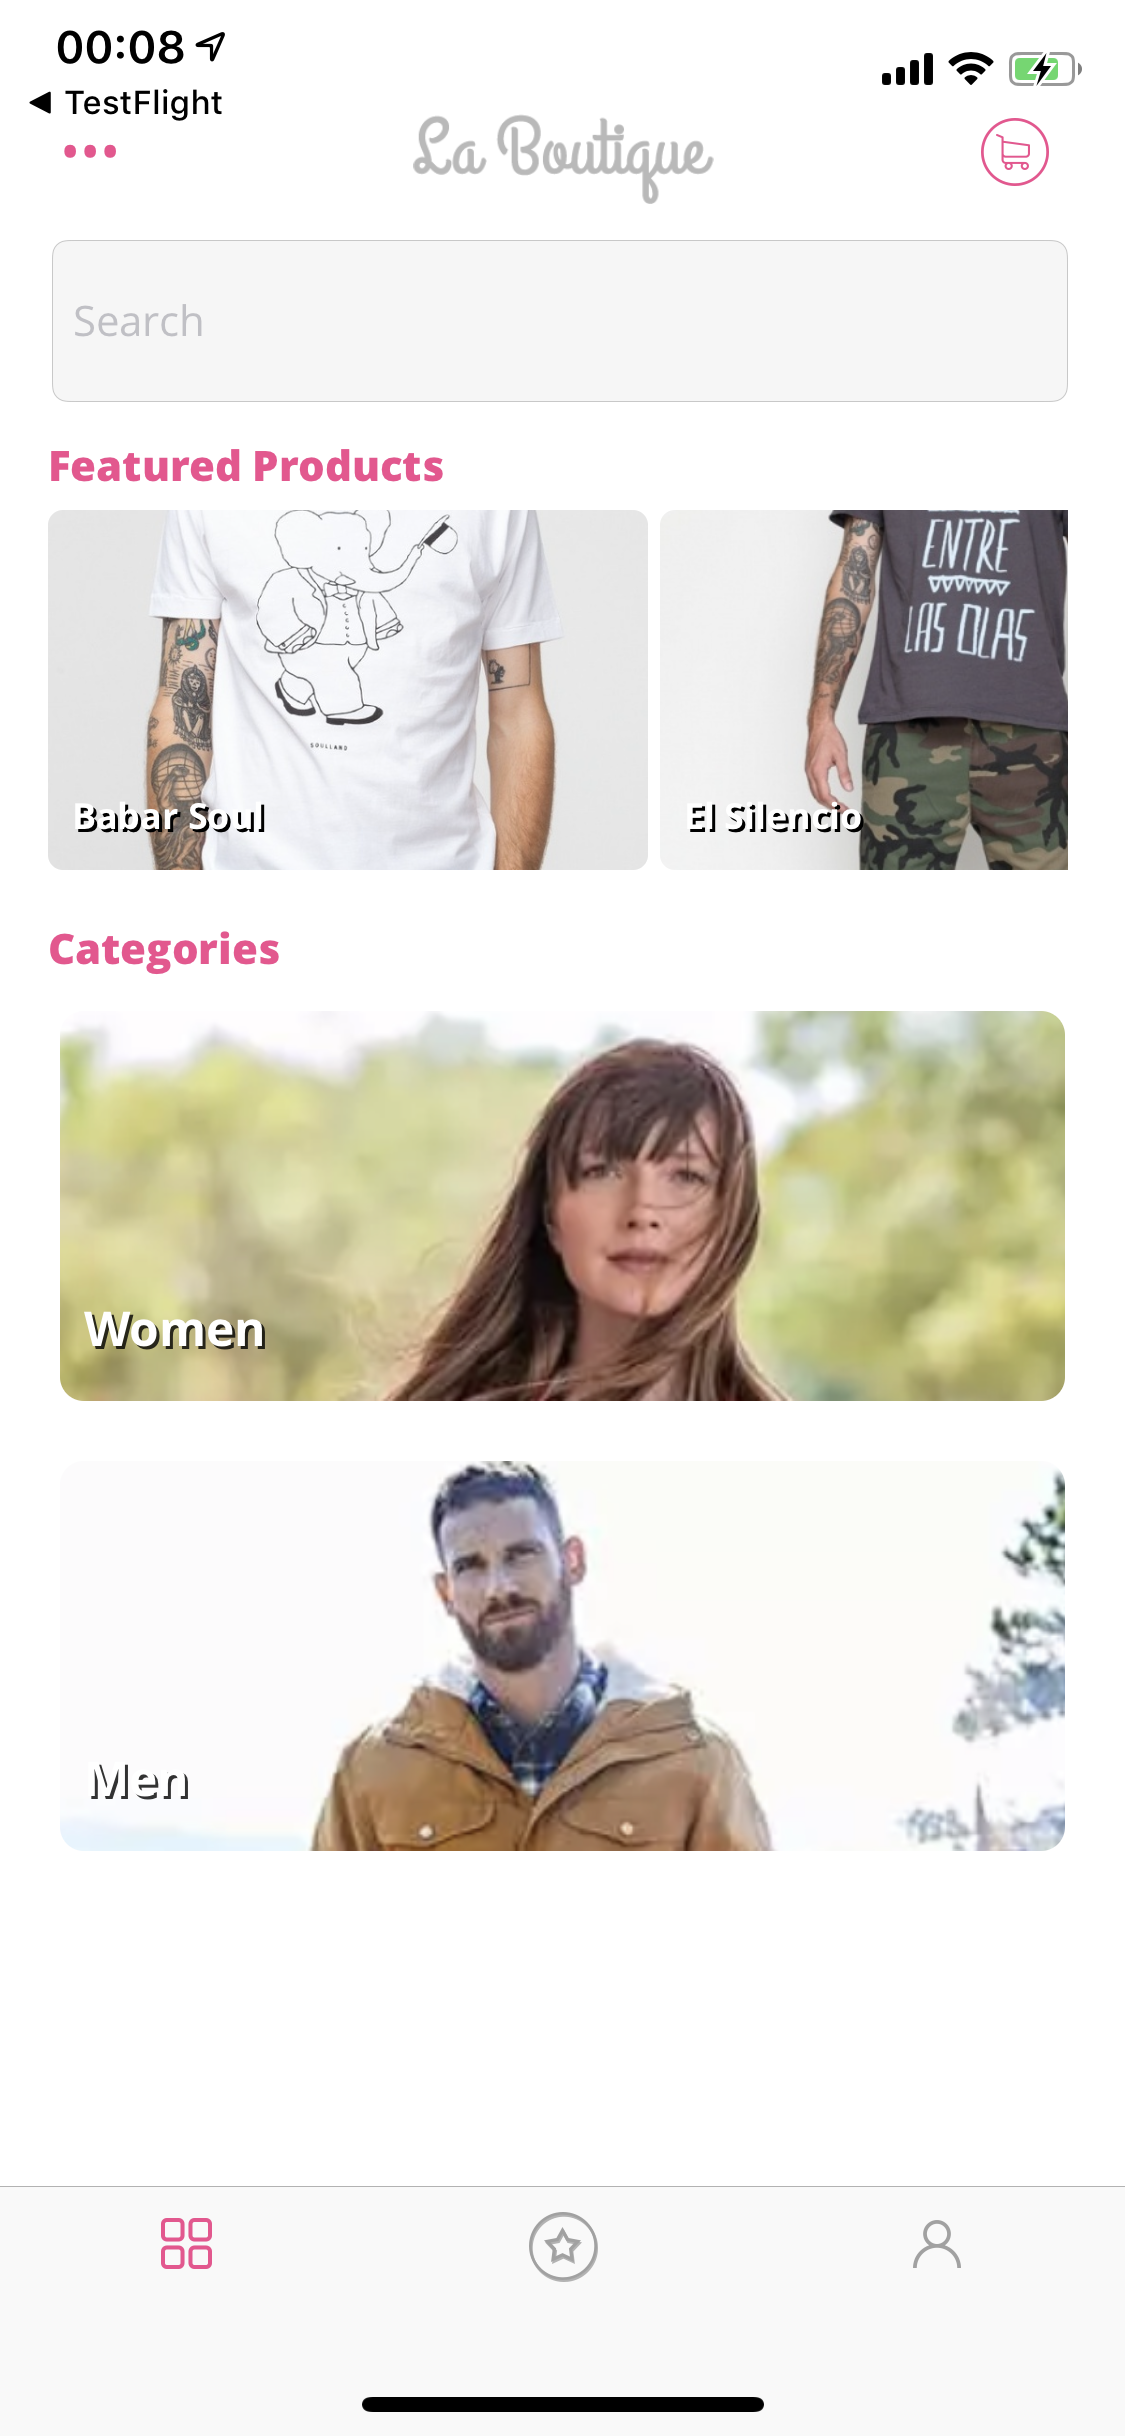 00:08
TestFlight
La Boutique
Search
Featured Products
ENTRE
LAS OLAS
SOULLAND
Babar Soul
El Silencio
Categories
Women
Men